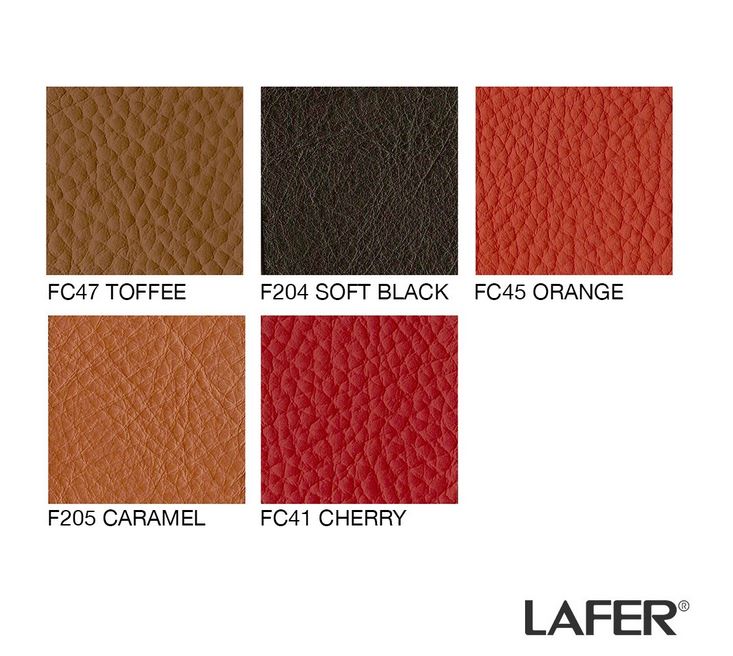 FC47 TOFFEE
F204 SOFT BLACK
FC45 ORANGE
F205 CARAMEL
FC41 CHERRY
LAFER®